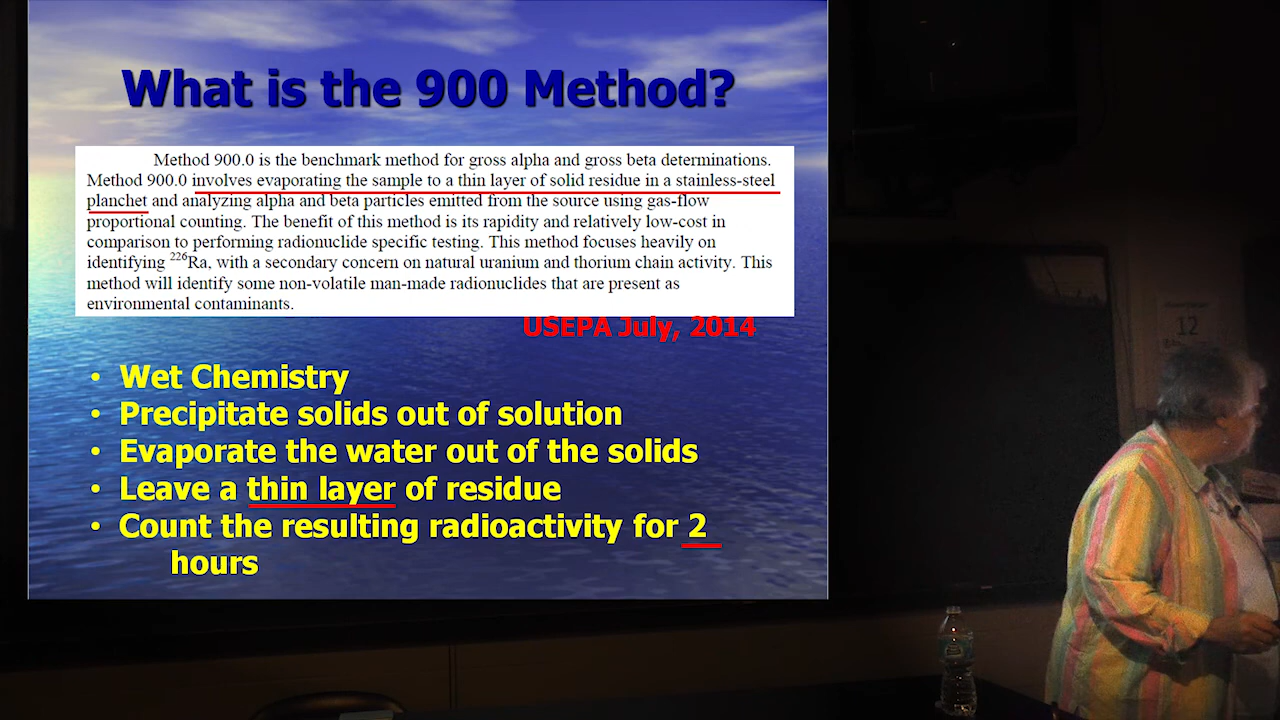 What is the 900 Method?
Method 900.0 is the benchmark method for gross alpha and gross beta determinations.
Method 900.0 involves evaporating the sample to a thin layer of solid residue in a stainless-steel
planchet and analyzing alpha and beta particles emitted from the source using gas-flow
proportional counting. The benefit of this method is its rapidity and relatively low-cost in
comparison to performing radionuclide specific testing. This method focuses heavily on
identifying ²²⁶Ra, with a secondary concern on natural uranium and thorium chain activity. This
method will identify some non-volatile man-made radionuclides that are present as
environmental contaminants.
USEPA July, 2014
• Wet Chemistry
• Precipitate solids out of solution
• Evaporate the water out of the solids
• Leave a thin layer of residue
• Count the resulting radioactivity for 2
hours
12